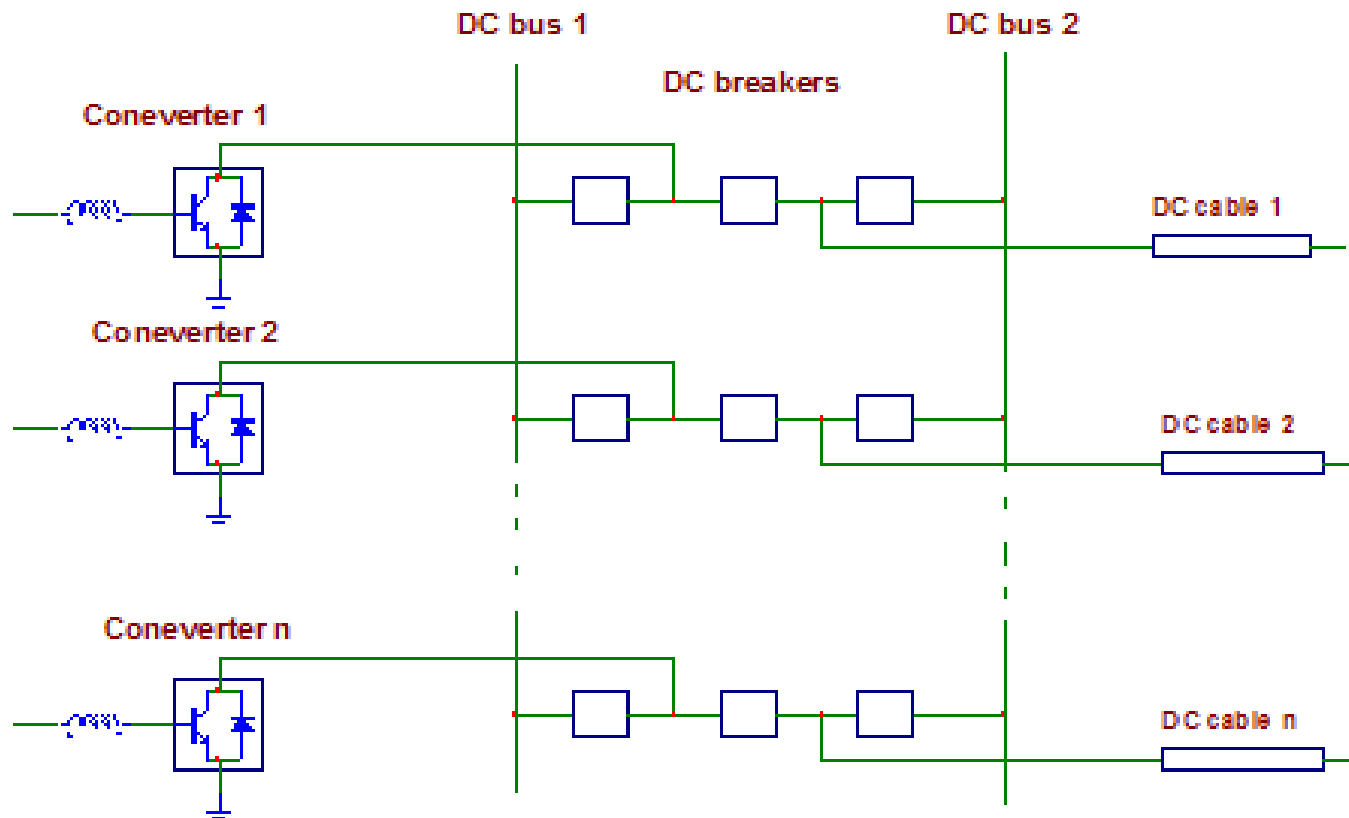 DC bus 1
DC bus 2
DC breakers
Coneverter 1
DC cable 1
Coneverter 2
DC cable 2
Coneverter n
DC cable n